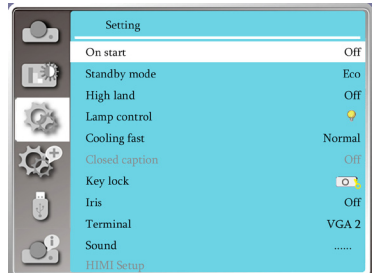 Setting
On start Off
Standby mode Eco
High land Off
Lamp control
Cooling fast Normal
Closed caption Off
Key lock
Iris Off
Terminal VGA 2
Sound ......
HIMI Setup